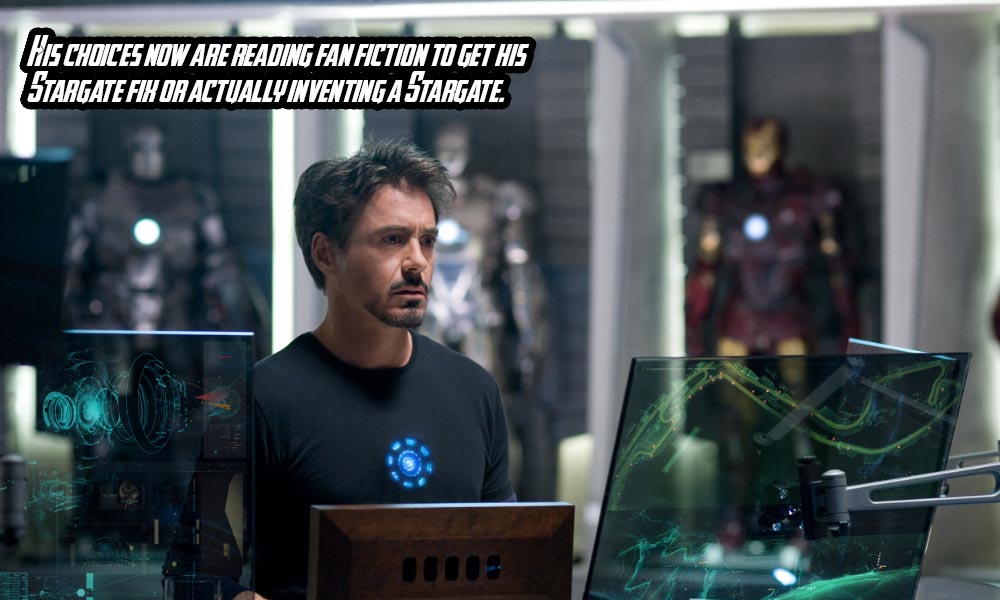 His choices now are reading fan fiction to get his
Stargate fix or actually inventing a Stargate.